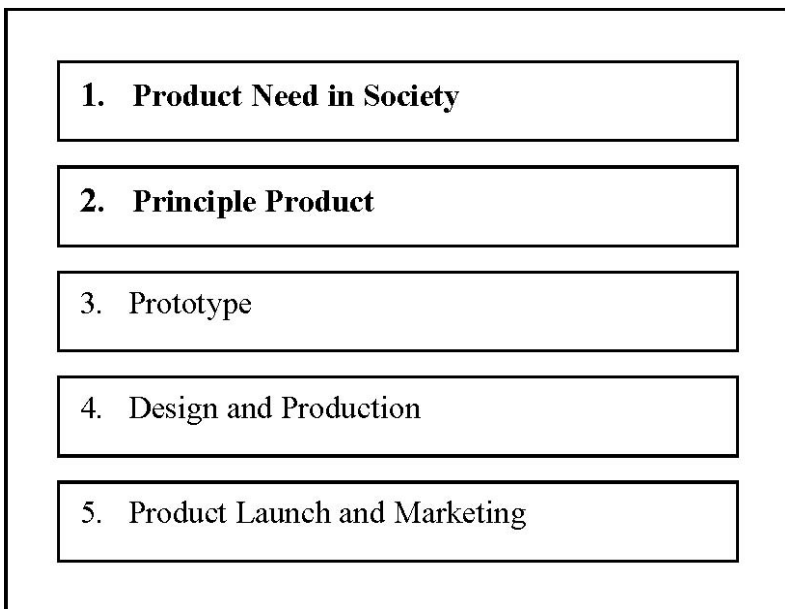 1. Product Need in Society
2. Principle Product
3. Prototype
4. Design and Production
5. Product Launch and Marketing